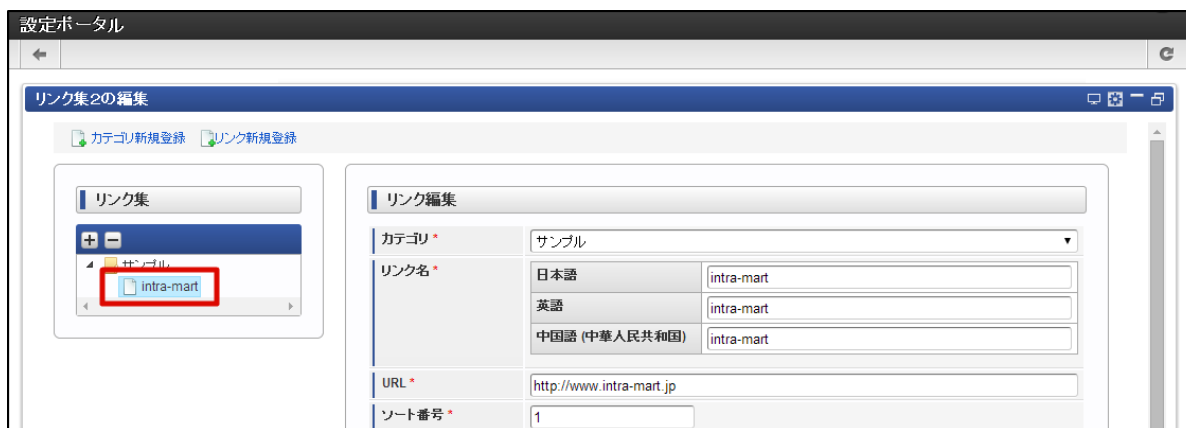 設定ポータル
リンク集2の編集
カテゴリ新規登録 リンク新規登録
リンク集
サンプル
intra-mart
リンク編集
カテゴリ *
サンプル
リンク名 *
日本語
intra-mart
英語
intra-mart
中国語 (中華人民共和国)
intra-mart
URL *
http://www.intra-mart.jp
ソート番号 *
1